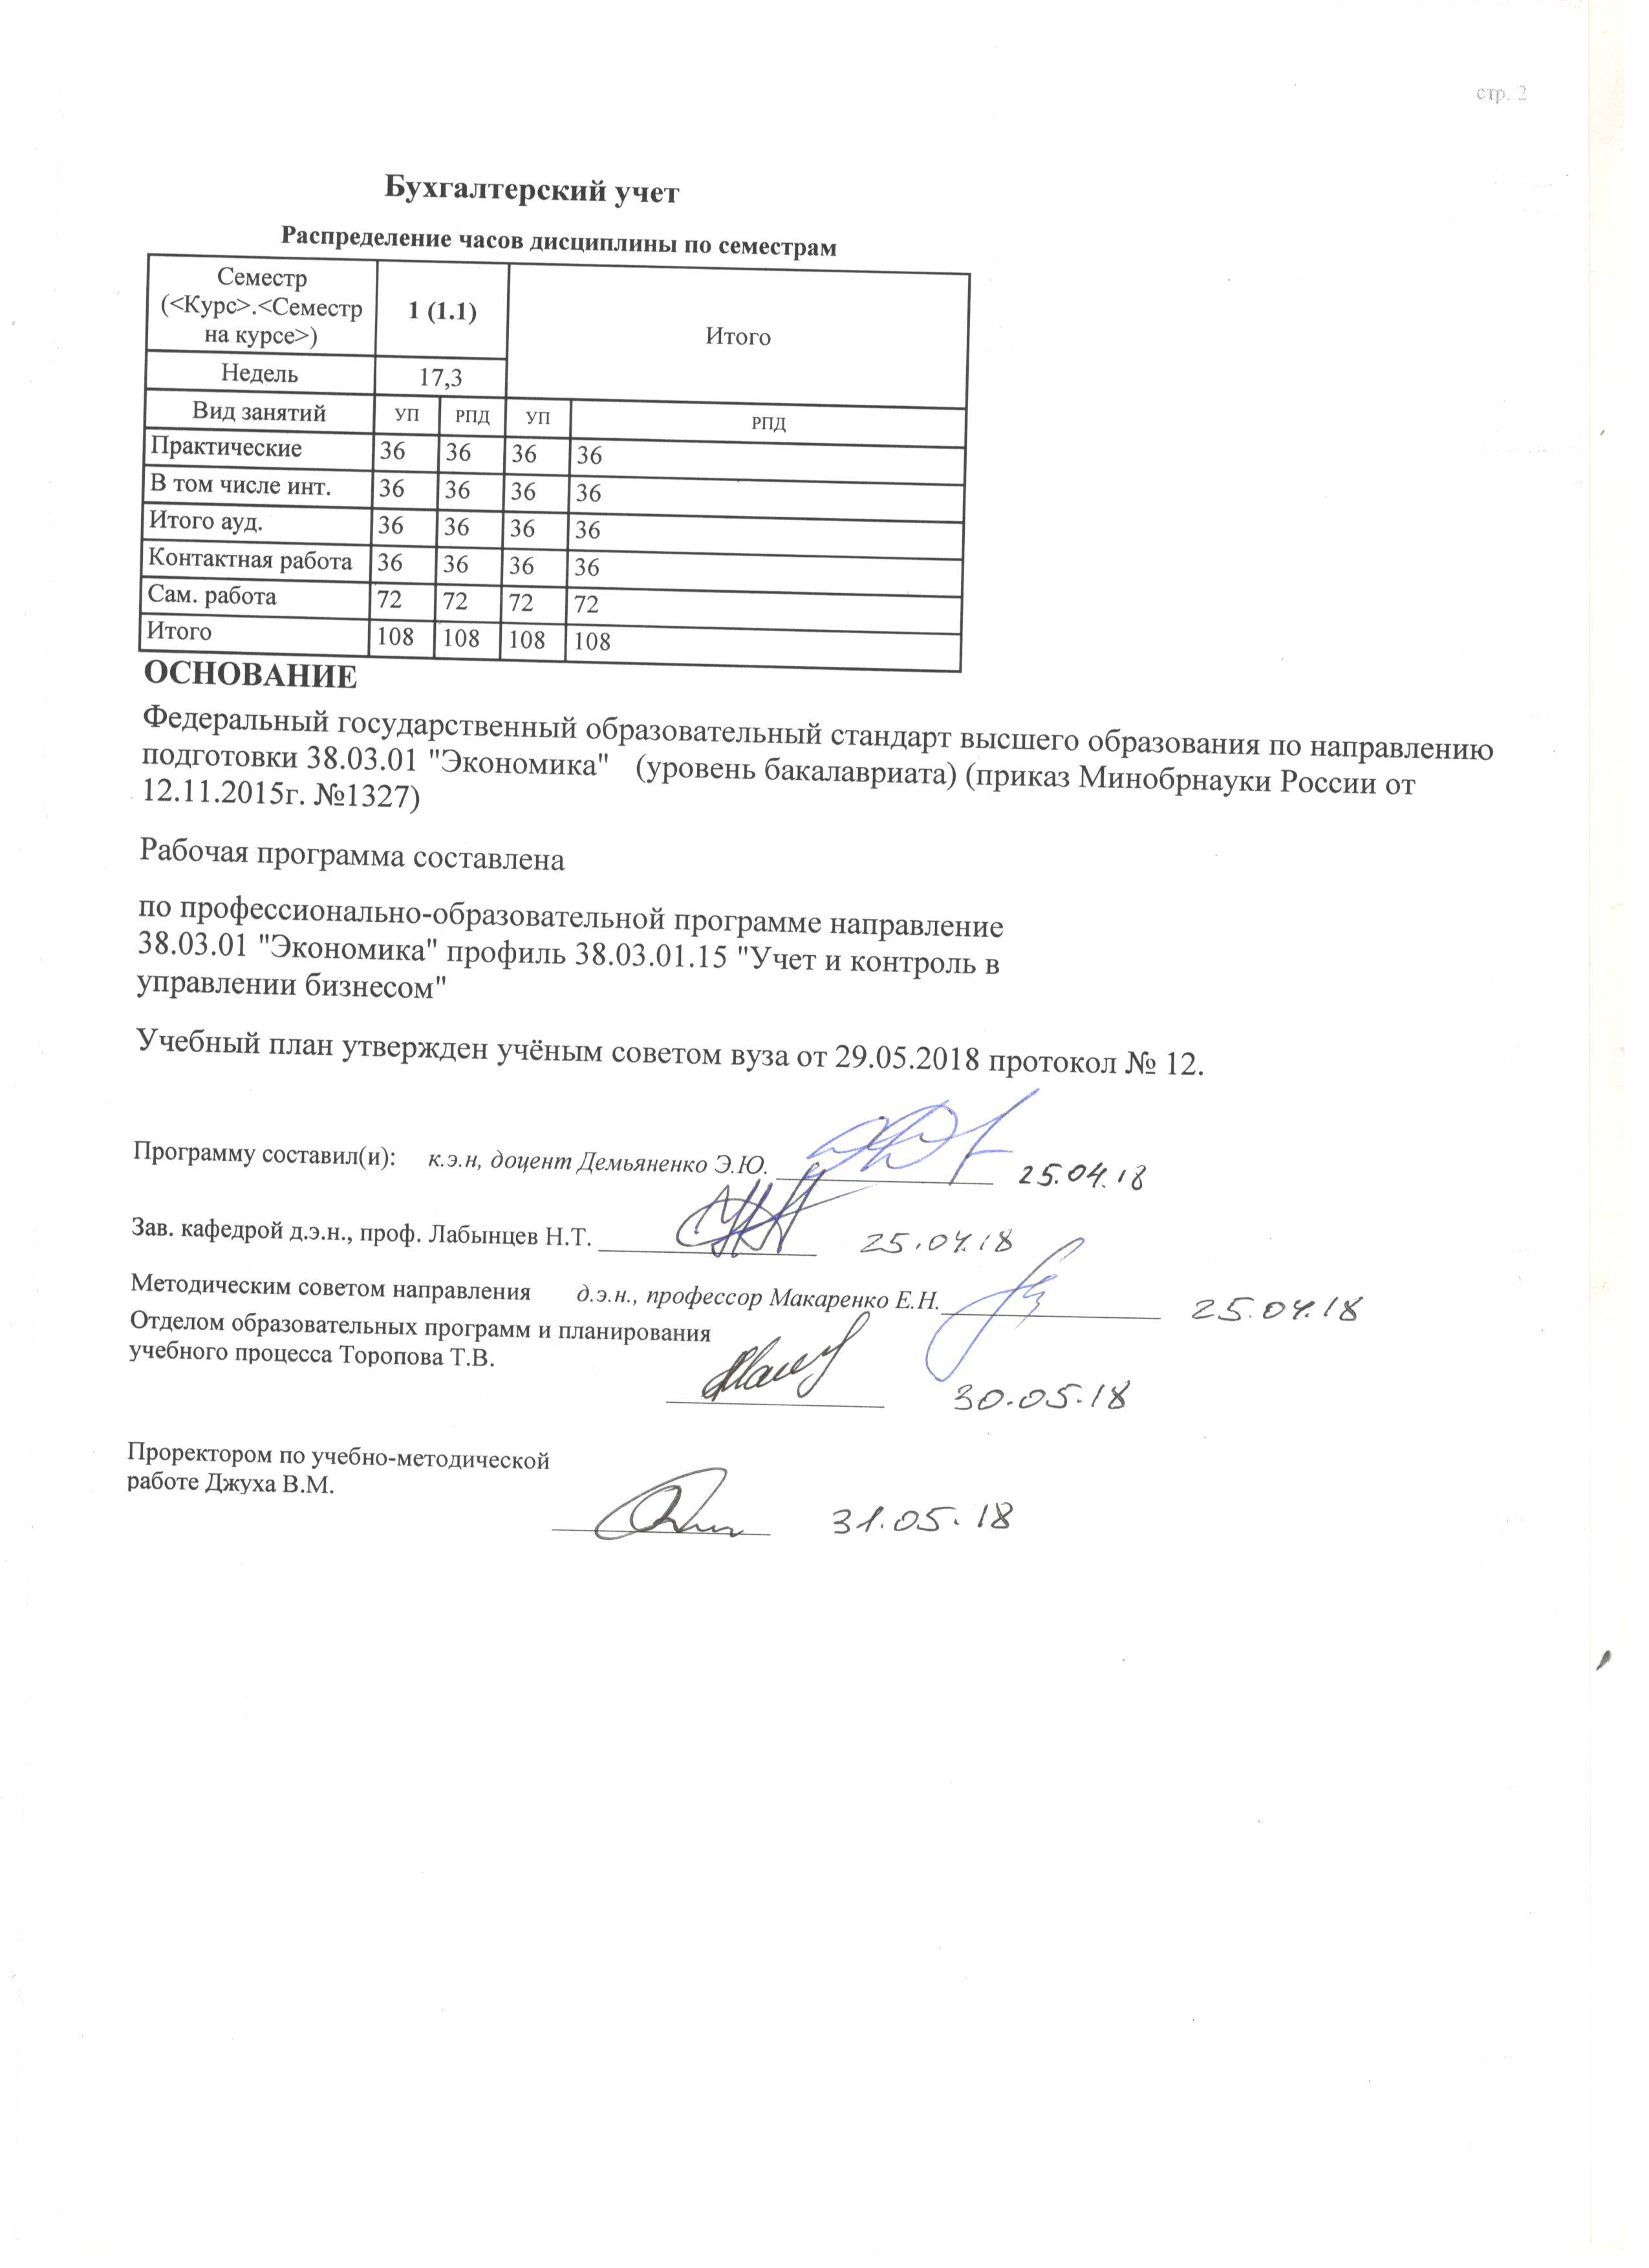 стр. 2
Бухгалтерский учет
Распределение часов дисциплины по семестрам
Семестр (<Курс>.<Семестр на курсе>) 1 (1.1) Итого
Недель 17,3
Вид занятий УП РПД УП РПД
Практические 36 36 36 36
В том числе инт. 36 36 36 36
Итого ауд. 36 36 36 36
Контактная работа 36 36 36 36
Сам. работа 72 72 72 72
Итого 108 108 108 108
ОСНОВАНИЕ
Федеральный государственный образовательный стандарт высшего образования по направлению
подготовки 38.03.01 "Экономика" (уровень бакалавриата) (приказ Минобрнауки России от
12.11.2015г. №1327)
Рабочая программа составлена
по профессионально-образовательной программе направление
38.03.01 "Экономика" профиль 38.03.01.15 "Учет и контроль в
управлении бизнесом"
Учебный план утвержден учёным советом вуза от 29.05.2018 протокол № 12.
Программу составил(и): к.э.н, доцент Демьяненко Э.Ю. 25.04.18
Зав. кафедрой д.э.н., проф. Лабынцев Н.Т. 25.04.18
Методическим советом направления д.э.н., профессор Макаренко Е.Н. 25.04.18
Отделом образовательных программ и планирования
учебного процесса Торопова Т.В.
30.05.18
Проректором по учебно-методической
работе Джуха В.М.
31.05.18